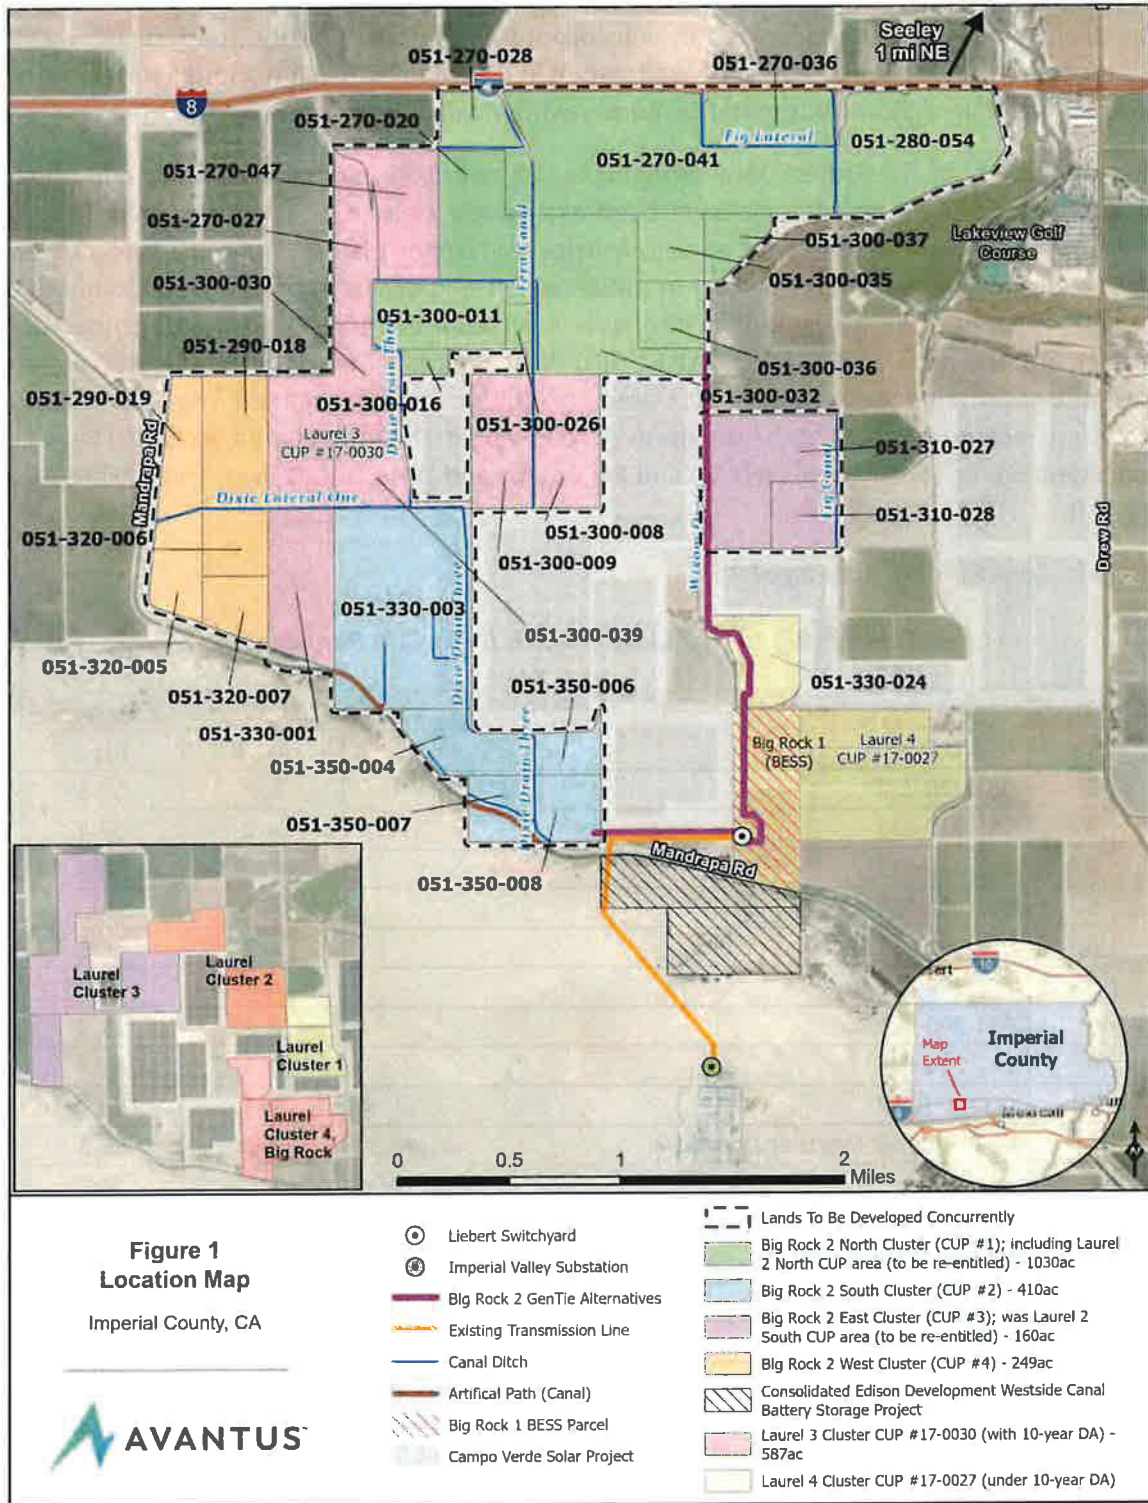 Seeley
1 mi NE
051-270-028
051-270-036
8
051-270-020
Fig Lateral
051-280-054
051-270-041
051-270-047
051-270-027
Fern Canal
051-300-037
Lakeview Golf
Course
051-300-035
051-300-030
051-300-011
051-290-018
Dixie Drain Three
051-300-036
051-290-019
051-300-016
051-300-032
051-300-026
Laurel 3
CUP #17-0030
051-310-027
Mandrapa Rd
Dixie Lateral One
Fig Canal
051-310-028
051-320-006
051-300-008
051-300-009
Drew Rd
051-330-003
Dixie Drain Three
051-300-039
051-320-005
051-320-007
051-350-006
051-330-024
051-330-001
Big Rock 1
(BESS)
Laurel 4
CUP #17-0027
051-350-004
Dixie Drain Three
051-350-007
Mandrapa Rd
051-350-008
Laurel
Cluster 3
Laurel
Cluster 2
Laurel
Cluster 1
Laurel
Cluster 4,
Big Rock
Map
Extent
Imperial
County
Mexicali
0 0.5 1 2
Miles
Figure 1
Location Map
Imperial County, CA
AVANTUS
Liebert Switchyard
Imperial Valley Substation
Big Rock 2 GenTie Alternatives
Existing Transmission Line
Canal Ditch
Artifical Path (Canal)
Big Rock 1 BESS Parcel
Campo Verde Solar Project
Lands To Be Developed Concurrently
Big Rock 2 North Cluster (CUP #1); including Laurel
2 North CUP area (to be re-entitled) - 1030ac
Big Rock 2 South Cluster (CUP #2) - 410ac
Big Rock 2 East Cluster (CUP #3); was Laurel 2
South CUP area (to be re-entitled) - 160ac
Big Rock 2 West Cluster (CUP #4) - 249ac
Consolidated Edison Development Westside Canal
Battery Storage Project
Laurel 3 Cluster CUP #17-0030 (with 10-year DA) -
587ac
Laurel 4 Cluster CUP #17-0027 (under 10-year DA)